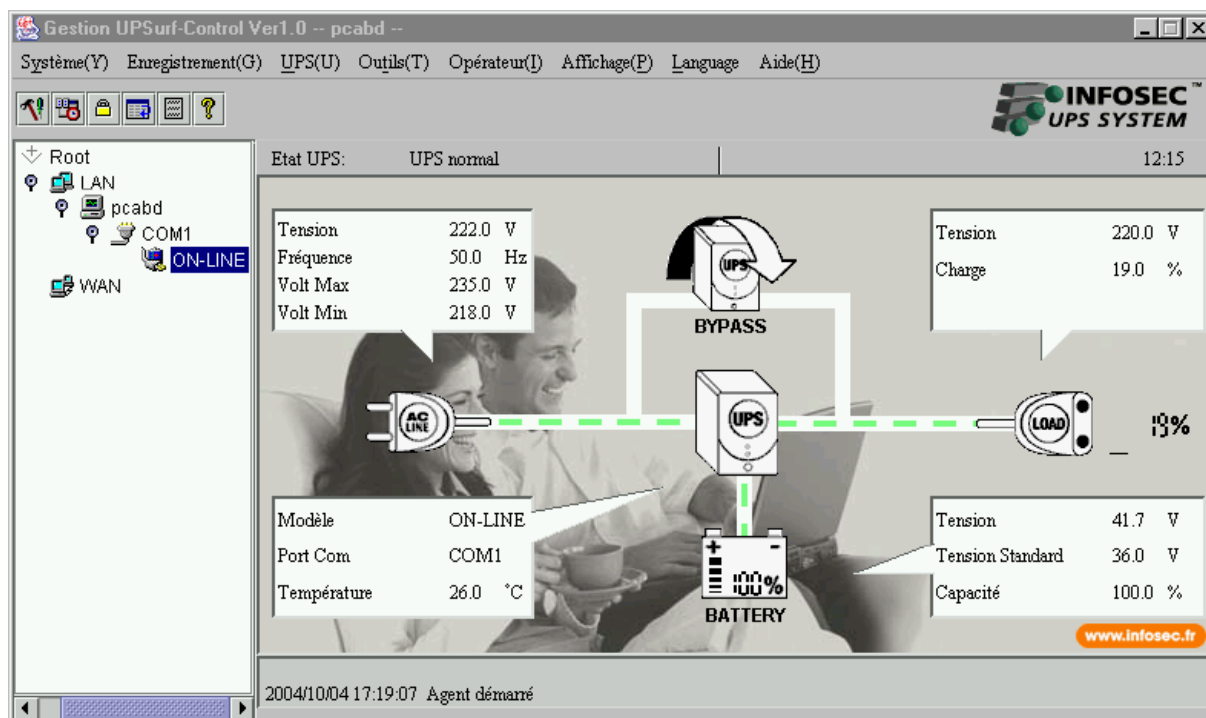 Gestion UPSurf-Control Ver1.0 -- pcabd --
Système(Y) Enregistrement(G) UPS(U) Outils(T) Opérateur(I) Affichage(P) Language Aide(H)
INFOSEC™
UPS SYSTEM
Root
LAN
pcabd
COM1
ON-LINE
WAN
Etat UPS: UPS normal 12:15
Tension 222.0 V
Fréquence 50.0 Hz
Volt Max 235.0 V
Volt Min 218.0 V
UPS
BYPASS
Tension 220.0 V
Charge 19.0 %
AC LINE
UPS
LOAD
19%
Modèle ON-LINE
Port Com COM1
Température 26.0 °C
+ -
100%
BATTERY
Tension 41.7 V
Tension Standard 36.0 V
Capacité 100.0 %
www.infosec.fr
2004/10/04 17:19:07 Agent démarré